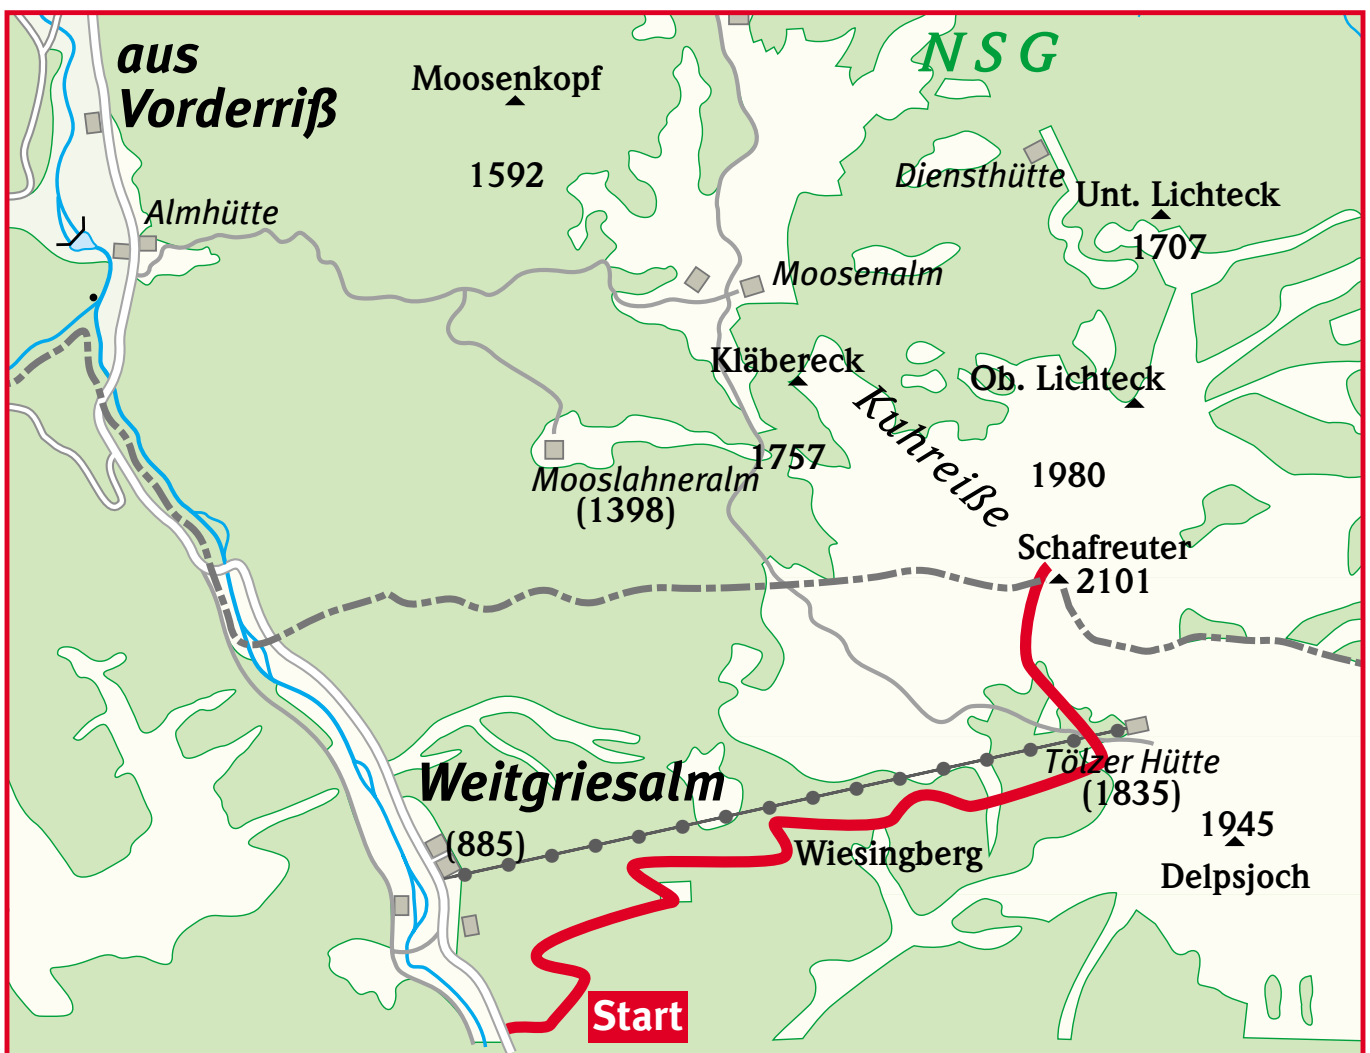 aus
Vorderriß
Moosenkopf
1592
NSG
Diensthütte
Unt. Lichteck
1707
Almhütte
Moosenalm
Kläbereck
1757
Kuhreiße
Ob. Lichteck
1980
Mooslahneralm
(1398)
Schafreuter
2101
Weitgriesalm
(885)
Tölzer Hütte
(1835)
1945
Delpsjoch
Wiesingberg
Start